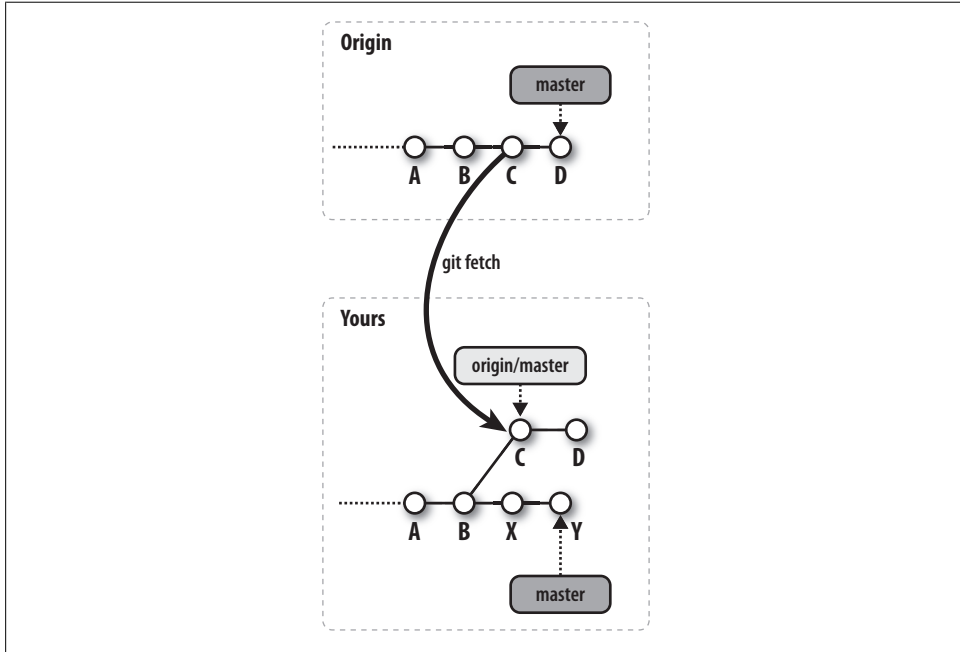 Origin
master
A B C D
git fetch
Yours
origin/master
C D
A B X Y
master